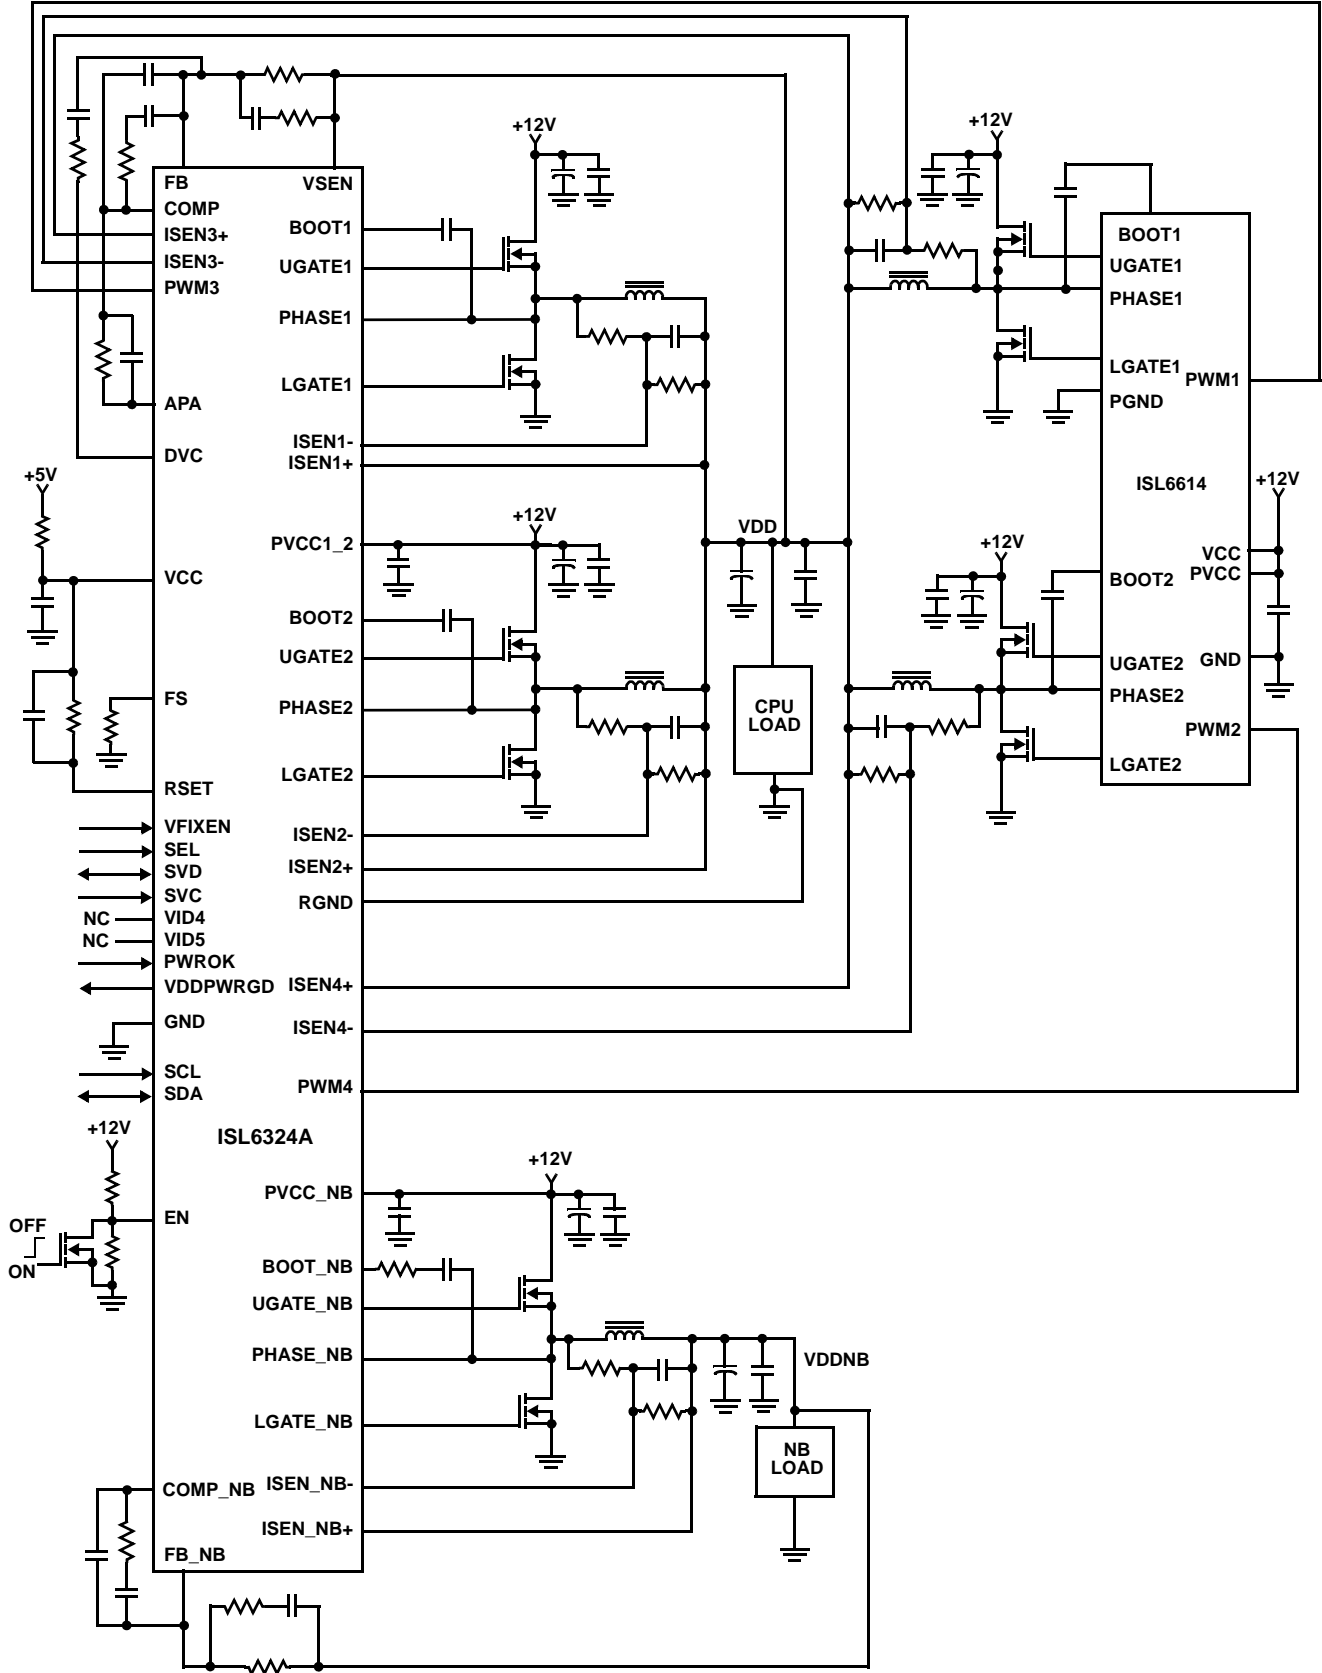 +12V
+12V
FB
VSEN
COMP
ISEN3+
ISEN3-
PWM3
BOOT1
UGATE1
PHASE1
LGATE1
APA
ISEN1-
ISEN1+
DVC
BOOT1
UGATE1
PHASE1
LGATE1
PWM1
PGND
ISL6614
+5V
+12V
+12V
PVCC1_2
VDD
+12V
VCC
VCC
PVCC
BOOT2
BOOT2
UGATE2
UGATE2
GND
FS
PHASE2
PHASE2
CPU
LOAD
PWM2
LGATE2
LGATE2
RSET
VFIXEN
SEL
SVD
SVC
NC
VID4
NC
VID5
PWROK
VDDPWRGD
GND
ISEN2-
ISEN2+
RGND
ISEN4+
ISEN4-
SCL
SDA
PWM4
+12V
ISL6324A
+12V
PVCC_NB
EN
OFF
ON
BOOT_NB
UGATE_NB
PHASE_NB
VDDNB
LGATE_NB
NB
LOAD
COMP_NB
ISEN_NB-
ISEN_NB+
FB_NB